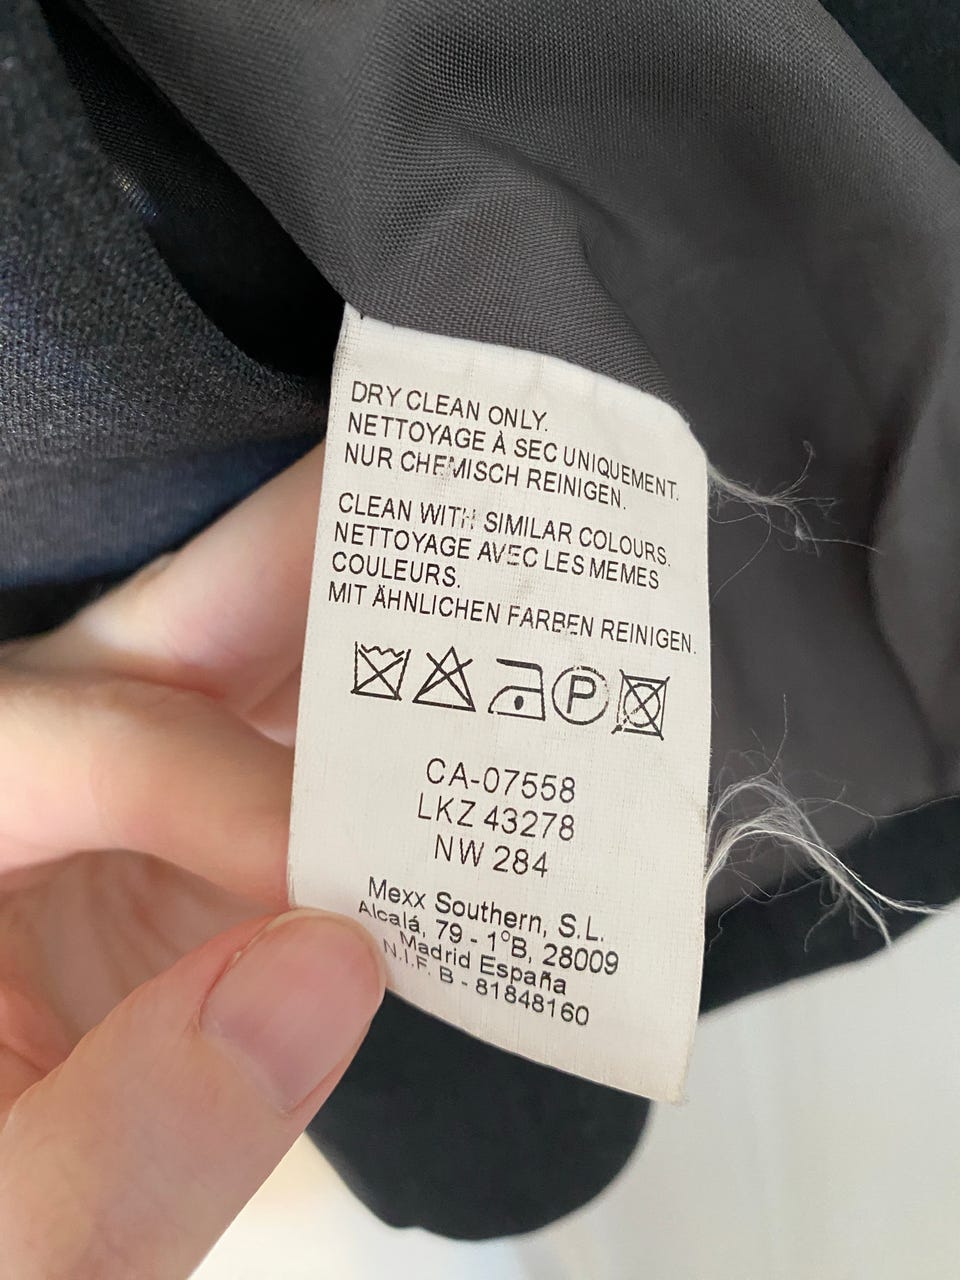 DRY CLEAN ONLY.
NETTOYAGE À SEC UNIQUEMENT.
NUR CHEMISCH REINIGEN.
CLEAN WITH SIMILAR COLOURS.
NETTOYAGE AVEC LES MEMES
COULEURS.
MIT ÄHNLICHEN FARBEN REINIGEN.
P
CA-07558
LKZ 43278
NW 284
Mexx Southern, S.L.
Alcalá, 79 - 1ºB, 28009
Madrid España
N.I.F. B - 81848160